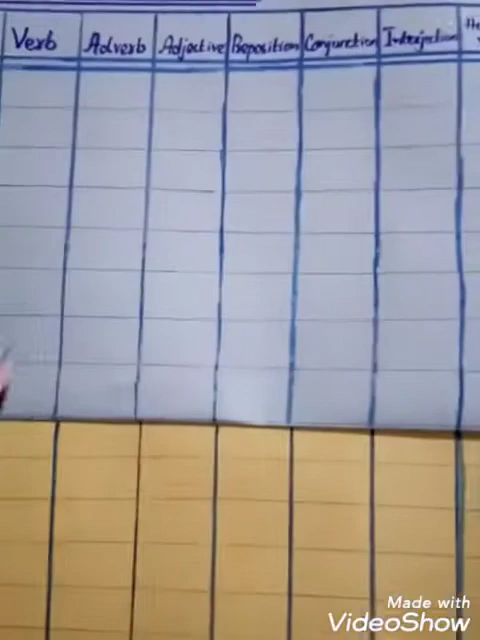 Verb Adverb Adjective Preposition Conjunction Interjection
Made with
VideoShow